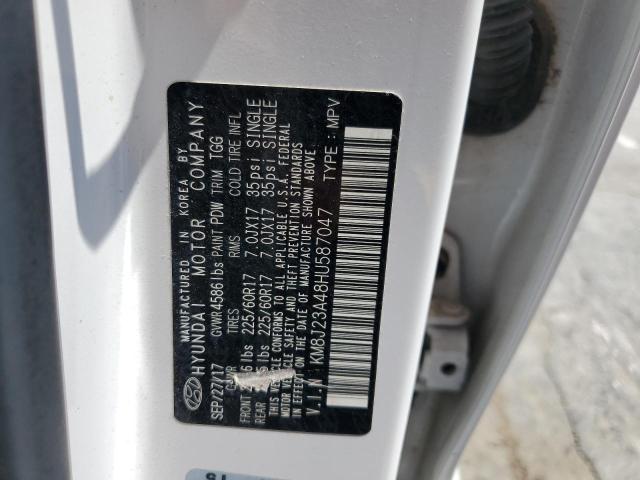 MANUFACTURED IN KOREA BY
HYUNDAI MOTOR COMPANY
SEP/27/17 GVWR 4586 lbs PAINT PDW TRIM TGG
GAWR TIRES RIMS COLD TIRE INFL
FRONT lbs 225/60R17 7.0JX17 35psi SINGLE
REAR lbs 225/60R17 7.0JX17 35psi SINGLE
THIS VEHICLE CONFORMS TO ALL APPLICABLE U.S.A. FEDERAL
MOTOR VEHICLE SAFETY, AND THEFT PREVENTION STANDARDS
IN EFFECT ON THE DATE OF MANUFACTURE SHOWN ABOVE.
V.I.N : KM8J23A48HU587047 TYPE : MPV